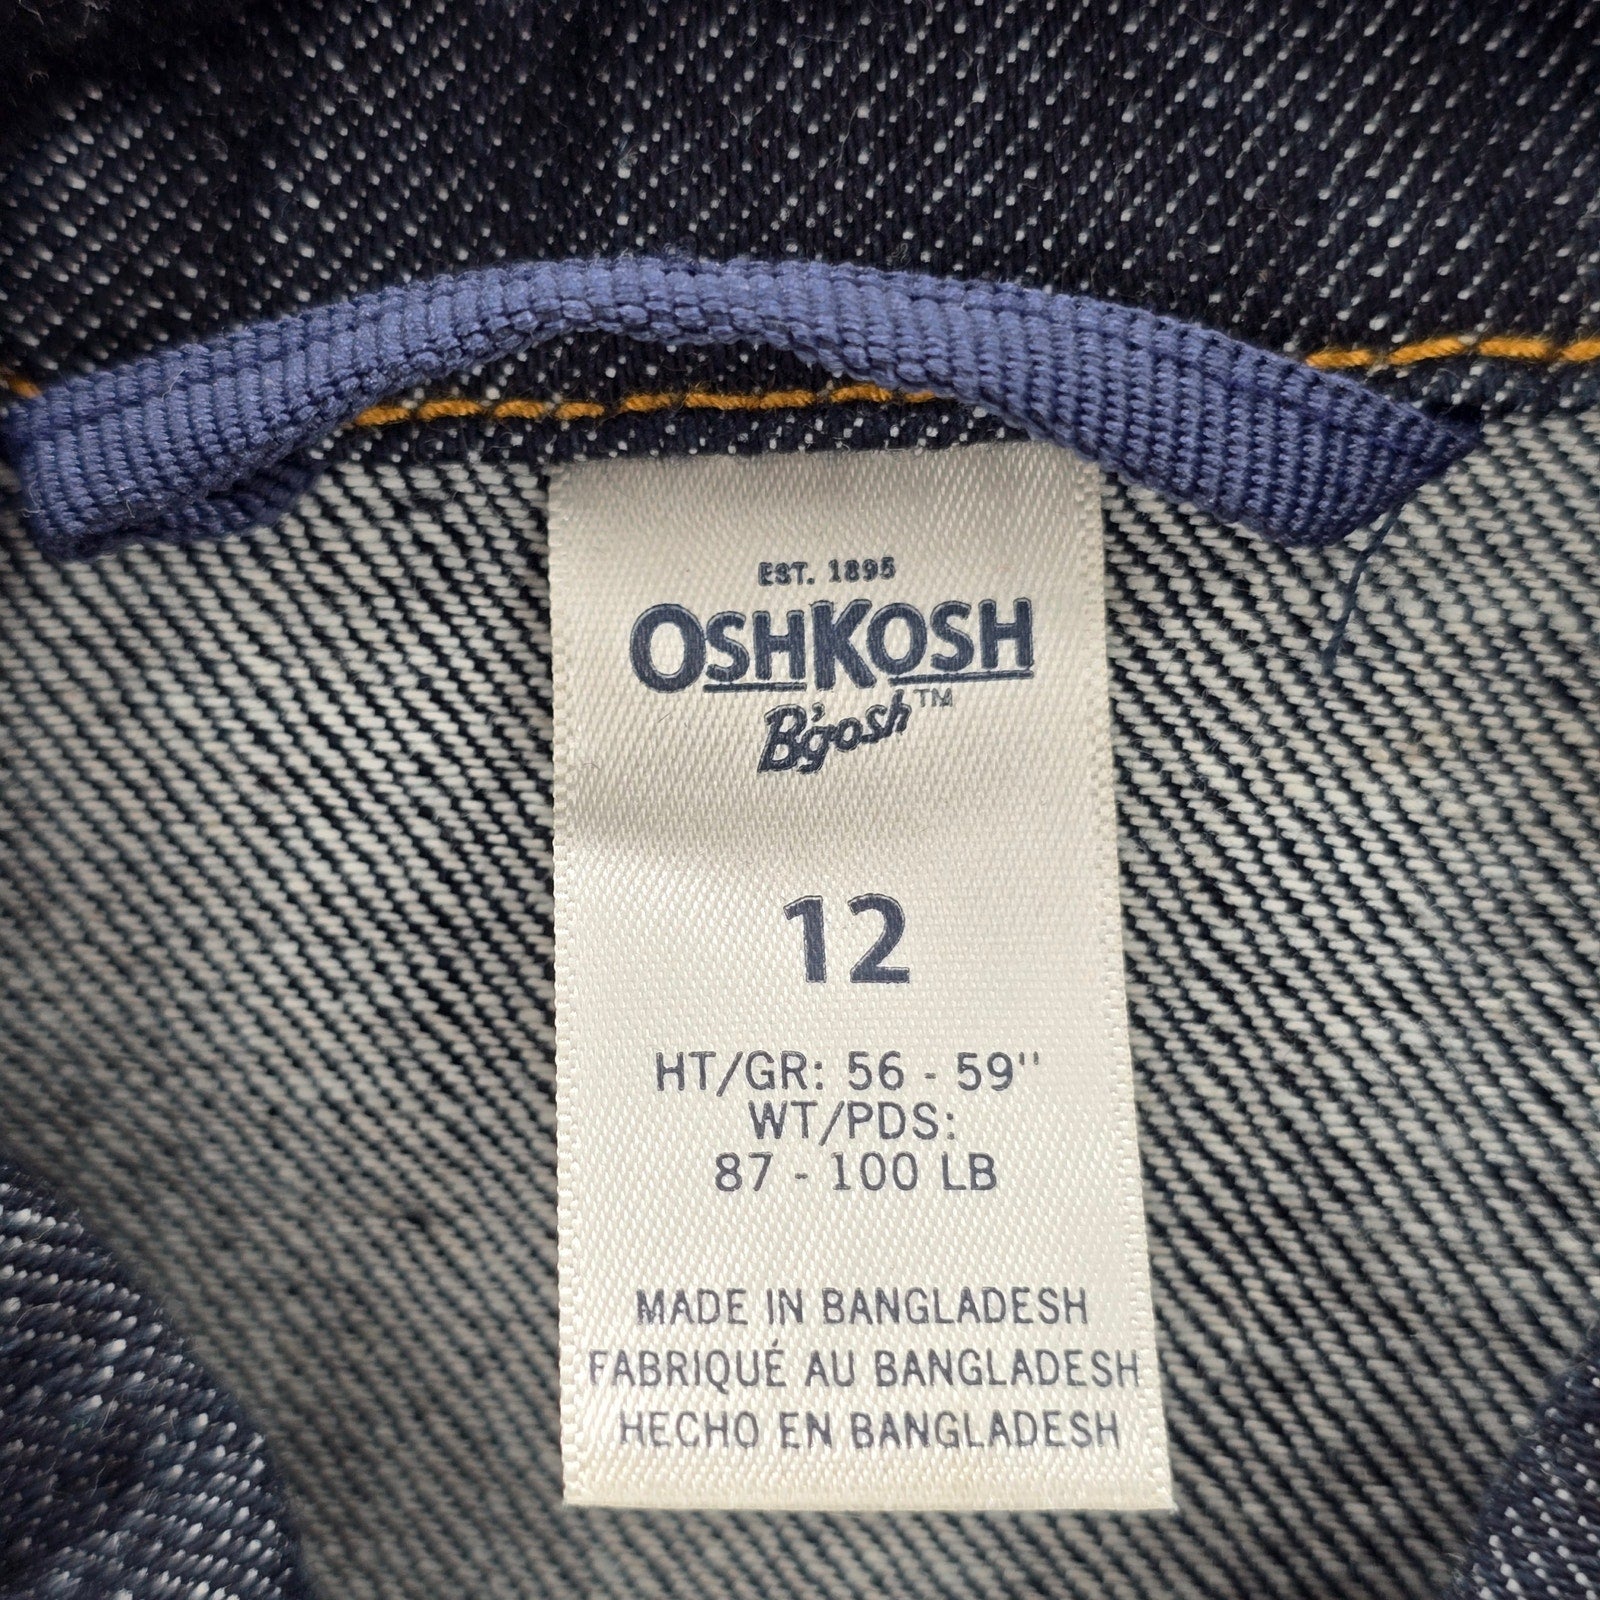 EST. 1895
OSHKOSH
B'gosh™
12
HT/GR: 56 - 59"
WT/PDS:
87 - 100 LB
MADE IN BANGLADESH
FABRIQUÉ AU BANGLADESH
HECHO EN BANGLADESH